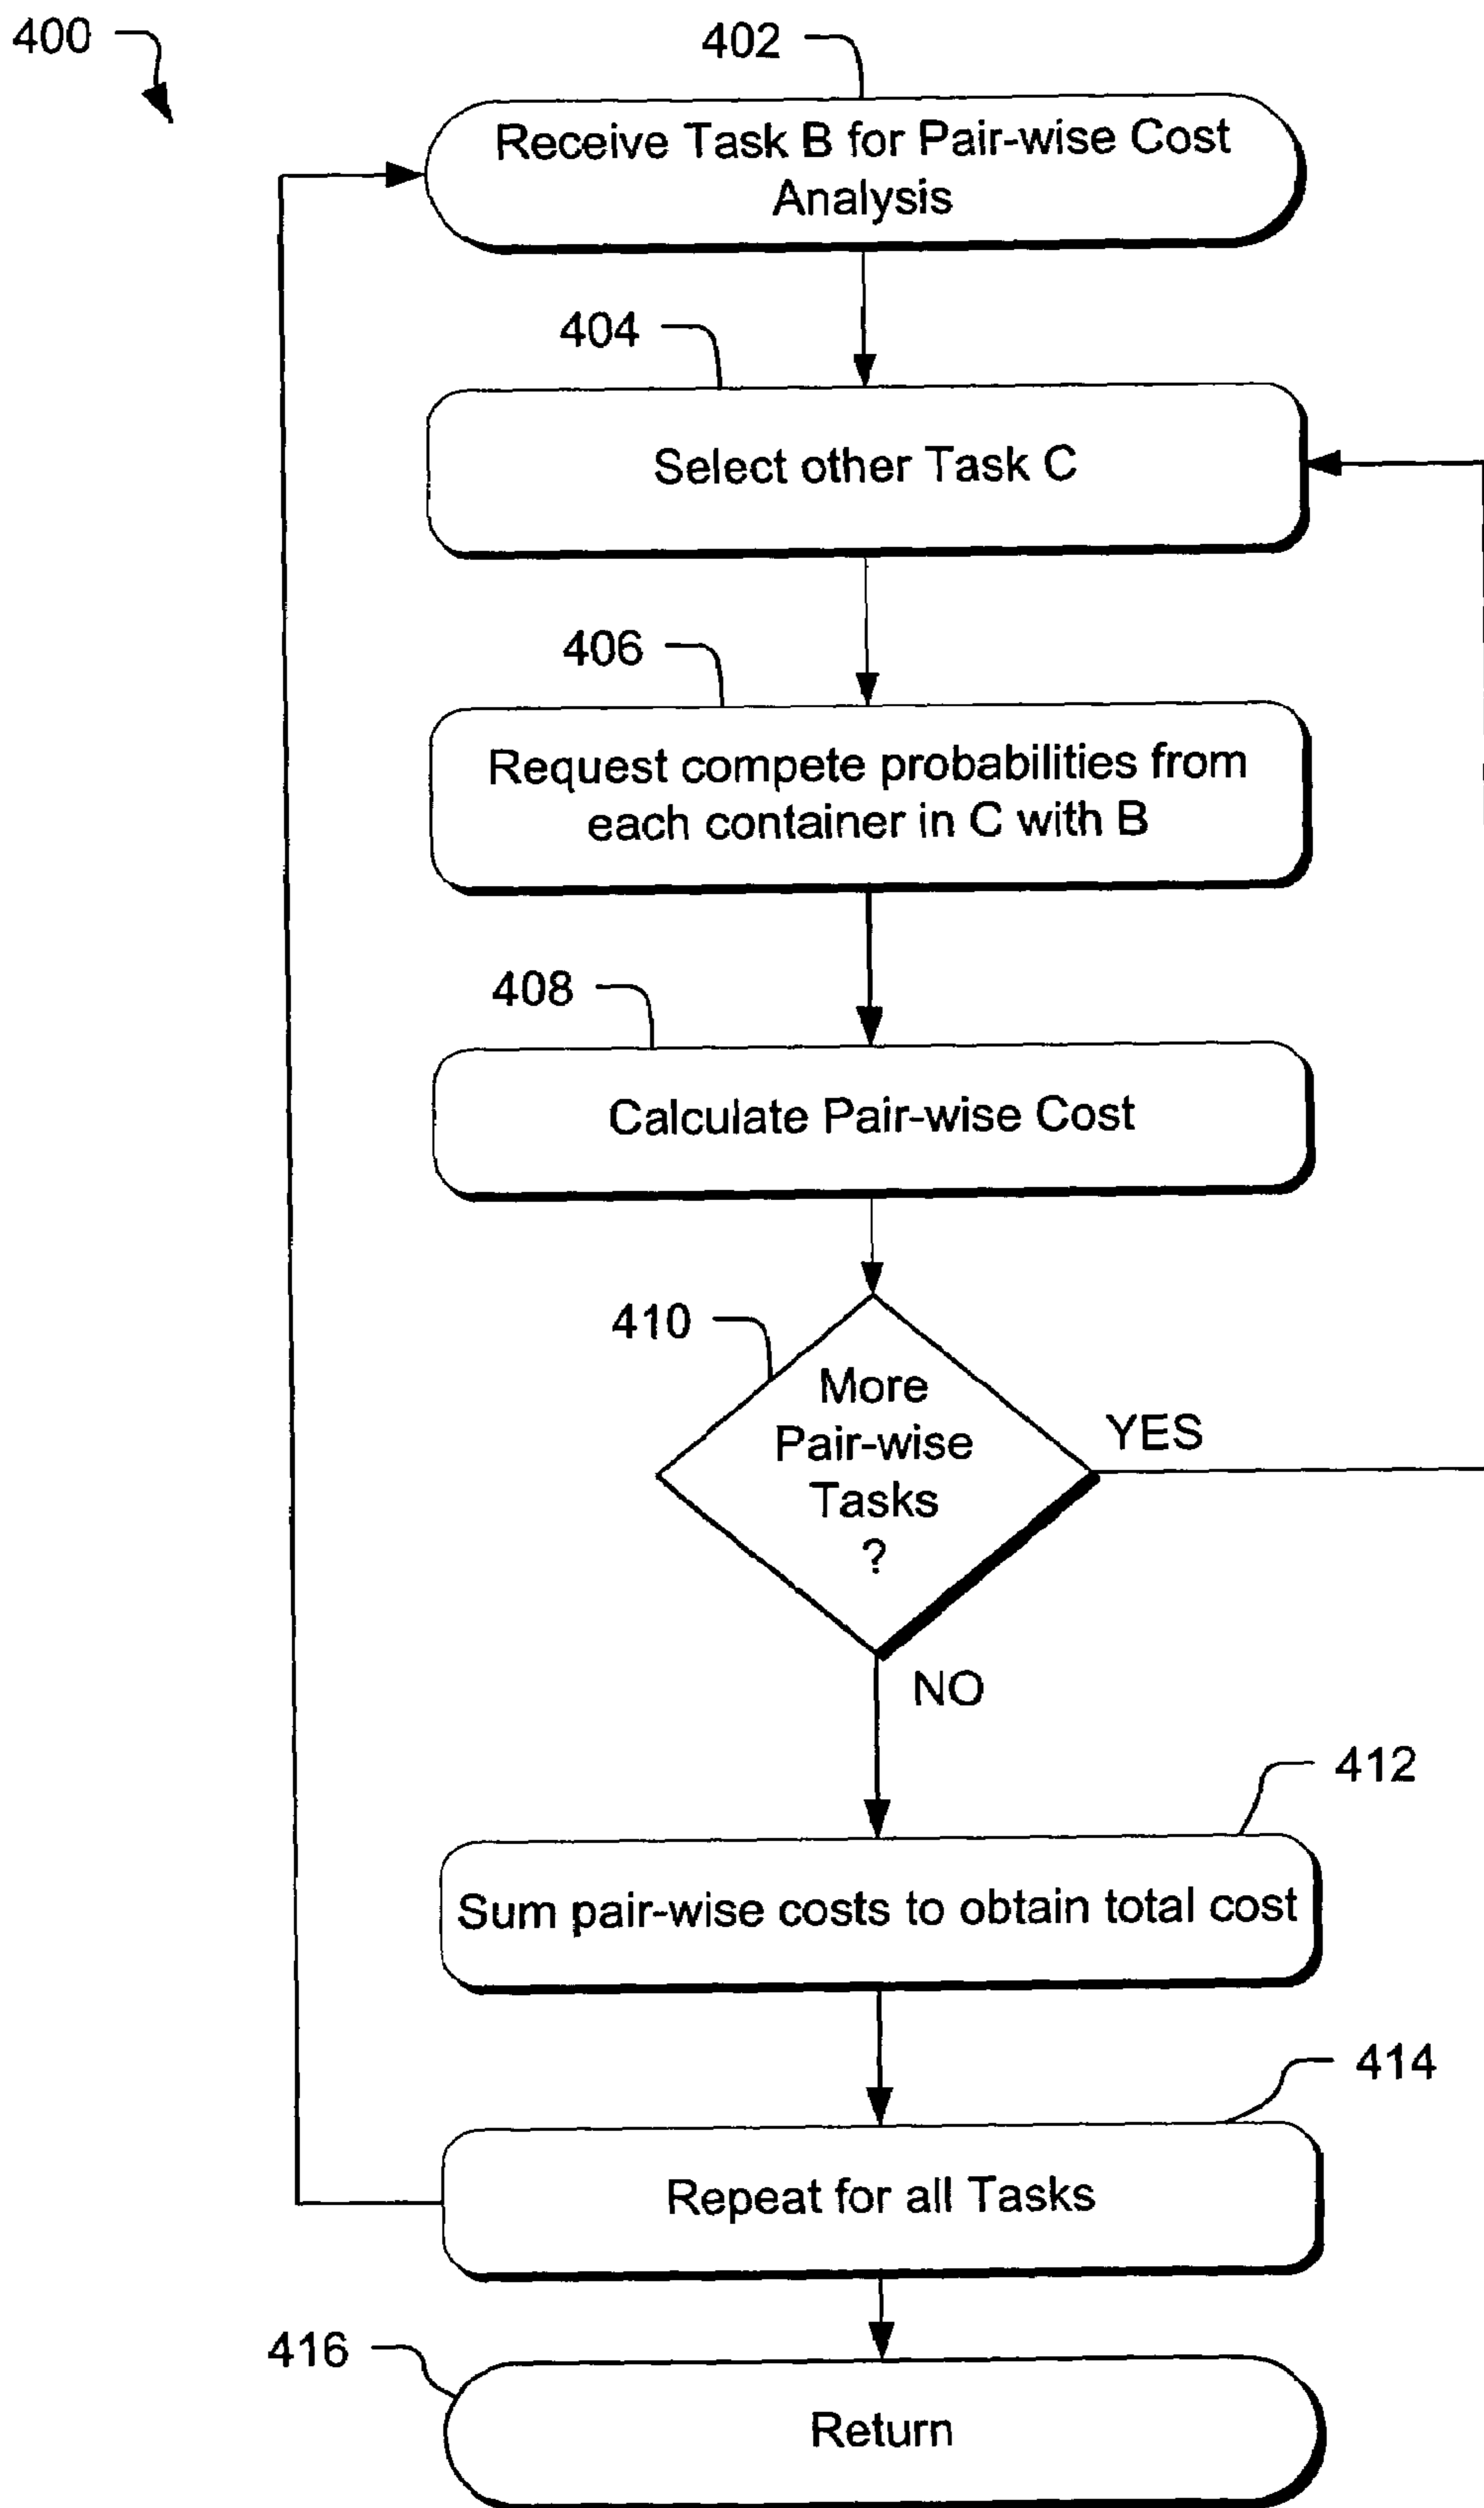 400
402
Receive Task B for Pair-wise Cost
Analysis
404
Select other Task C
406
Request compete probabilities from
each container in C with B
408
Calculate Pair-wise Cost
410
More
Pair-wise
Tasks
?
YES
NO
412
Sum pair-wise costs to obtain total cost
414
Repeat for all Tasks
416
Return